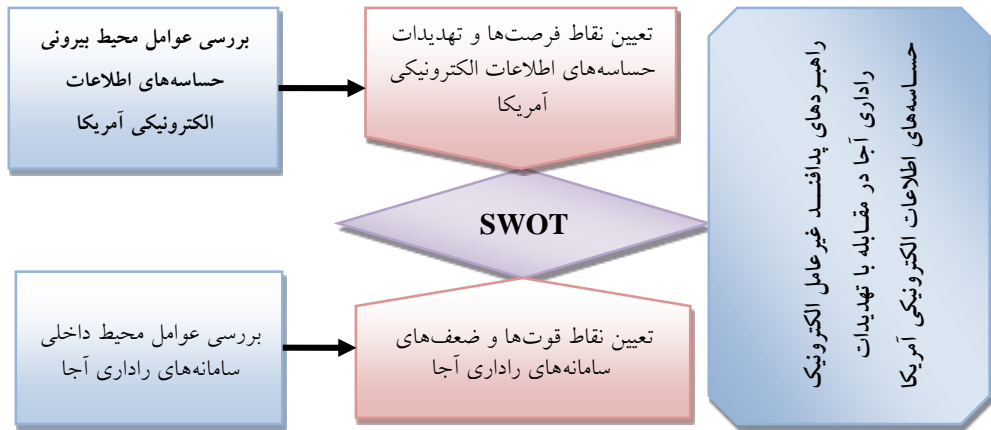 بررسی عوامل محیط بیرونی
حساسه‌های اطلاعات
الکترونیکی آمریکا
تعیین نقاط فرصت‌ها و تهدیدات
حساسه‌های اطلاعات الکترونیکی
آمریکا
SWOT
بررسی عوامل محیط داخلی
سامانه‌های راداری آجا
تعیین نقاط قوت‌ها و ضعف‌های
سامانه‌های راداری آجا
راهبردهای پدافند غیرعامل الکترونیک
راداری آجا در مقابله با تهدیدات
حساسه‌های اطلاعات الکترونیکی آمریکا